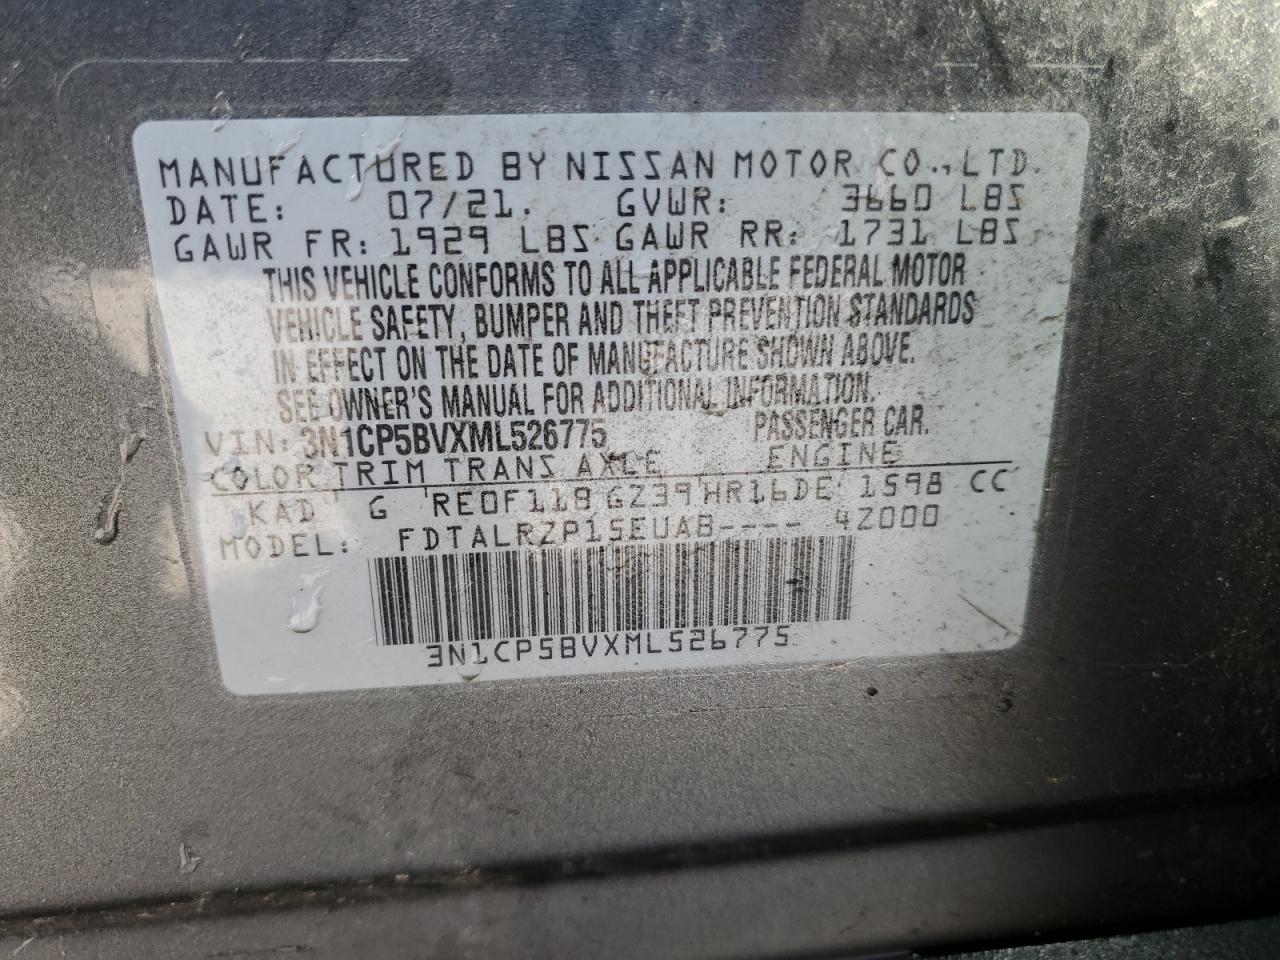 MANUFACTURED BY NISSAN MOTOR CO., LTD.
DATE: 07/21. GVWR: 3660 LBS
GAWR FR: 1929 LBS GAWR RR: 1731 LBS
THIS VEHICLE CONFORMS TO ALL APPLICABLE FEDERAL MOTOR
VEHICLE SAFETY, BUMPER AND THEFT PREVENTION STANDARDS
IN EFFECT ON THE DATE OF MANUFACTURE SHOWN ABOVE.
SEE OWNER'S MANUAL FOR ADDITIONAL INFORMATION.
VIN: 3N1CP5BVXML526775 PASSENGER CAR.
COLOR TRIM TRANS AXLE ENGINE
KAD G RE0F11B GZ39 HR16DE 1598 CC
MODEL: FDTALRZP15EUAB---- 4Z000
3N1CP5BVXML526775